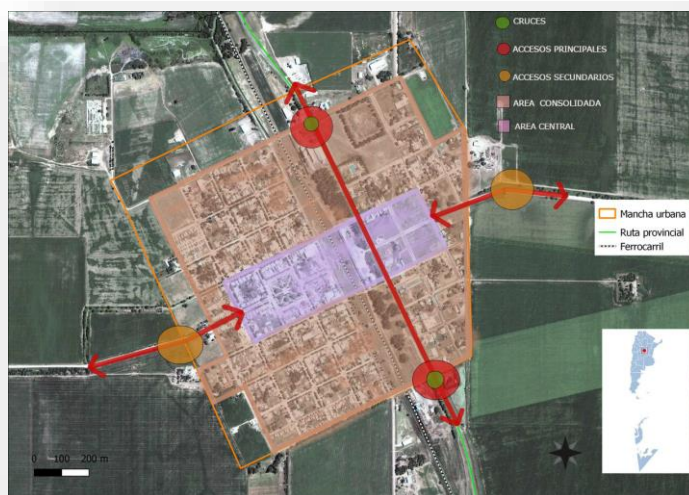 CRUCES
ACCESOS PRINCIPALES
ACCESOS SECUNDARIOS
AREA CONSOLIDADA
AREA CENTRAL
Mancha urbana
Ruta provincial
Ferrocarril
0 100 200 m